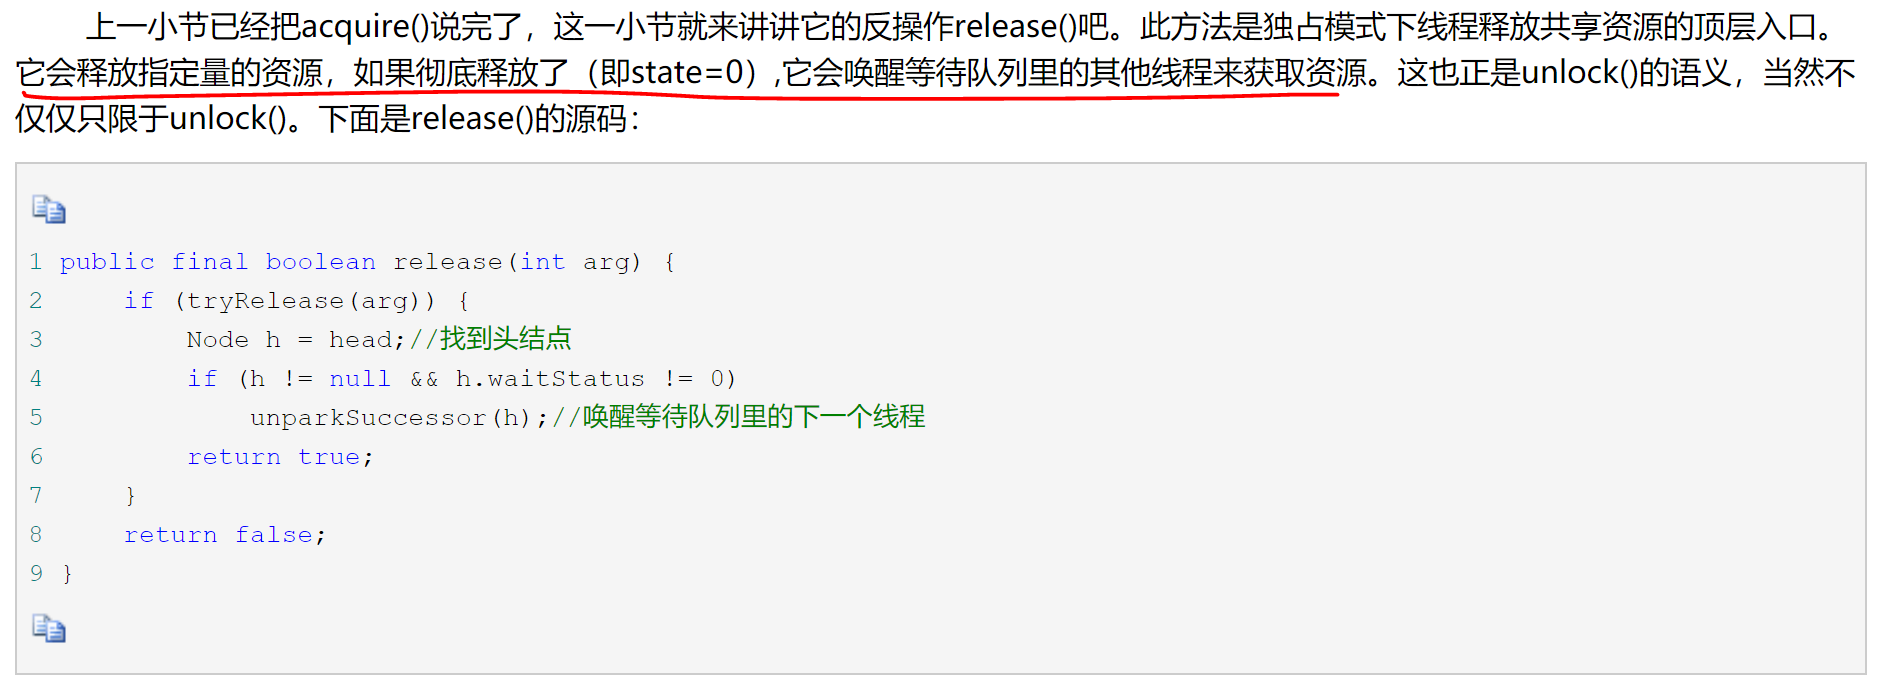 上一小节已经把acquire()说完了，这一小节就来讲讲它的反操作release()吧。此方法是独占模式下线程释放共享资源的顶层入口。
它会释放指定量的资源，如果彻底释放了（即state=0）,它会唤醒等待队列里的其他线程来获取资源。这也正是unlock()的语义，当然不
仅仅只限于unlock()。下面是release()的源码：
1 public final boolean release(int arg) {
2     if (tryRelease(arg)) {
3         Node h = head;//找到头结点
4         if (h != null && h.waitStatus != 0)
5             unparkSuccessor(h);//唤醒等待队列里的下一个线程
6         return true;
7     }
8     return false;
9 }